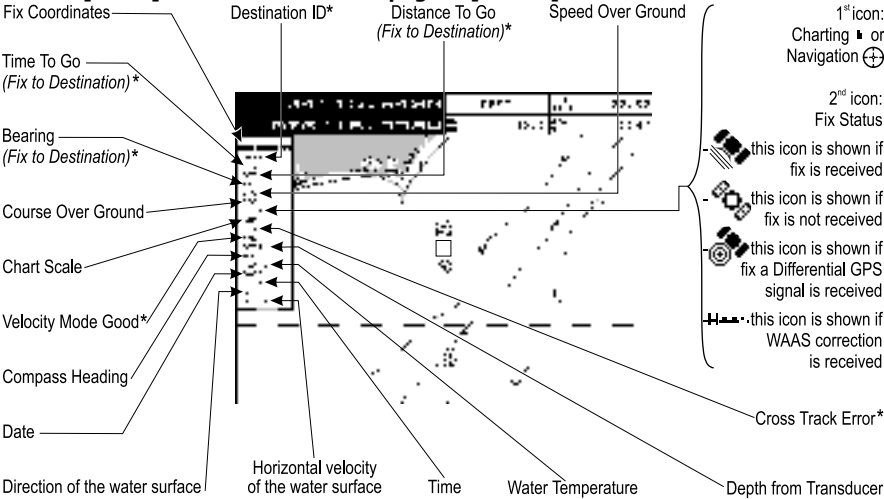 Fix Coordinates
Destination ID*
Distance To Go
(Fix to Destination)*
Speed Over Ground
1st icon:
Charting or
Navigation
Time To Go
(Fix to Destination)*
2nd icon:
Fix Status
Bearing
(Fix to Destination)*
this icon is shown if
fix is received
Course Over Ground
this icon is shown if
fix is not received
Chart Scale
this icon is shown if
fix a Differential GPS
signal is received
Velocity Mode Good*
this icon is shown if
WAAS correction
is received
Compass Heading
Cross Track Error*
Date
Direction of the water surface
Horizontal velocity
of the water surface
Time
Water Temperature
Depth from Transducer